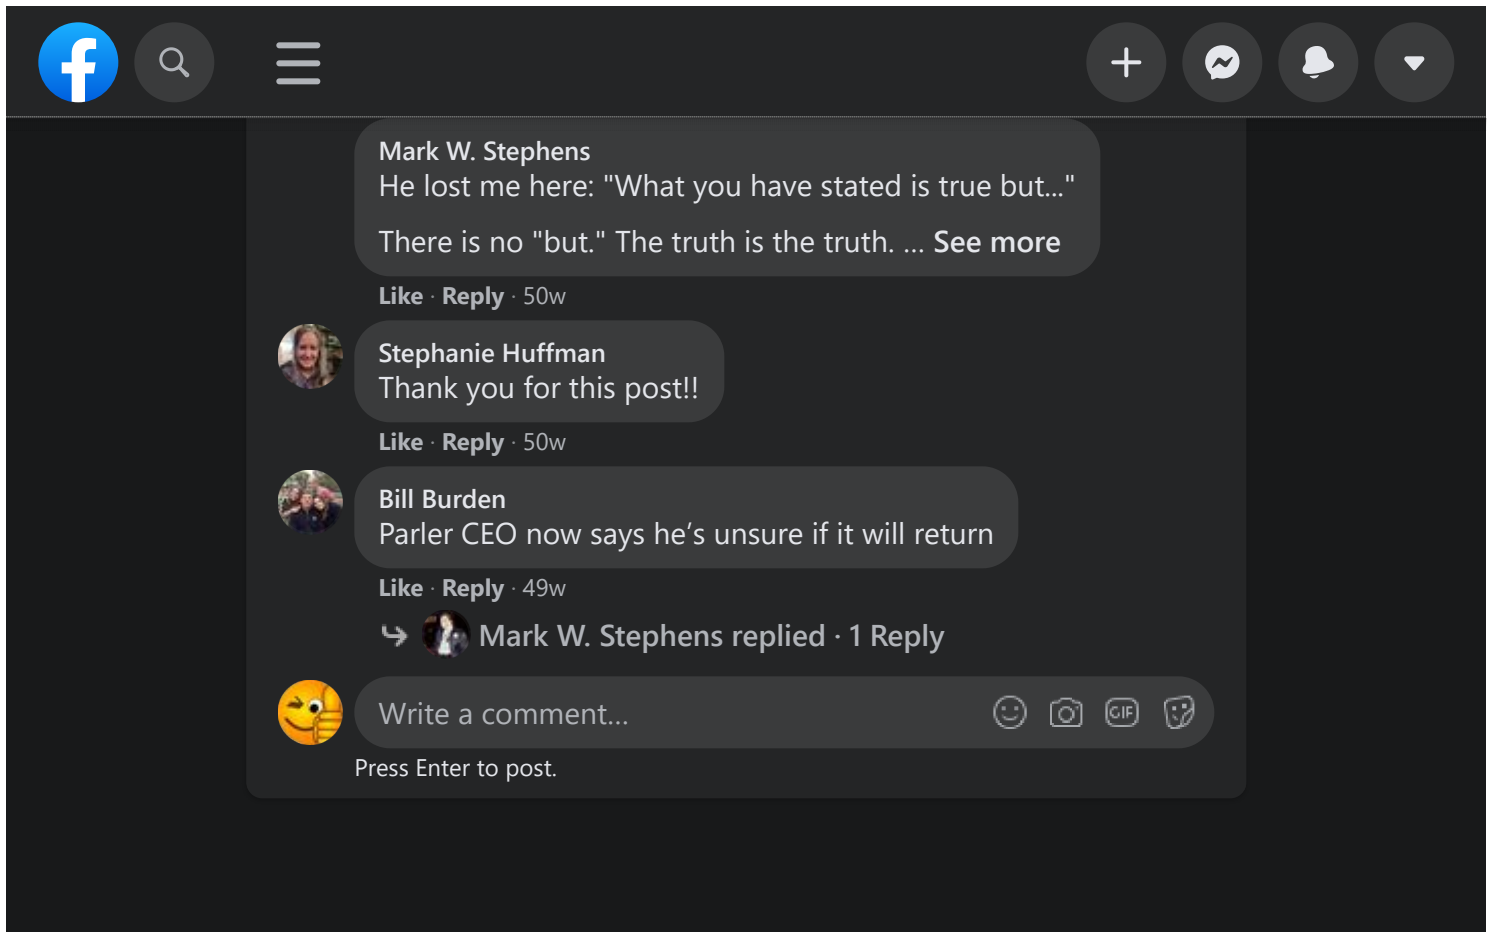 Mark W. Stephens
He lost me here: "What you have stated is true but..."
There is no "but." The truth is the truth. ... See more
Like · Reply · 50w
Stephanie Huffman
Thank you for this post!!
Like · Reply · 50w
Bill Burden
Parler CEO now says he’s unsure if it will return
Like · Reply · 49w
Mark W. Stephens replied · 1 Reply
Write a comment...
GIF
Press Enter to post.